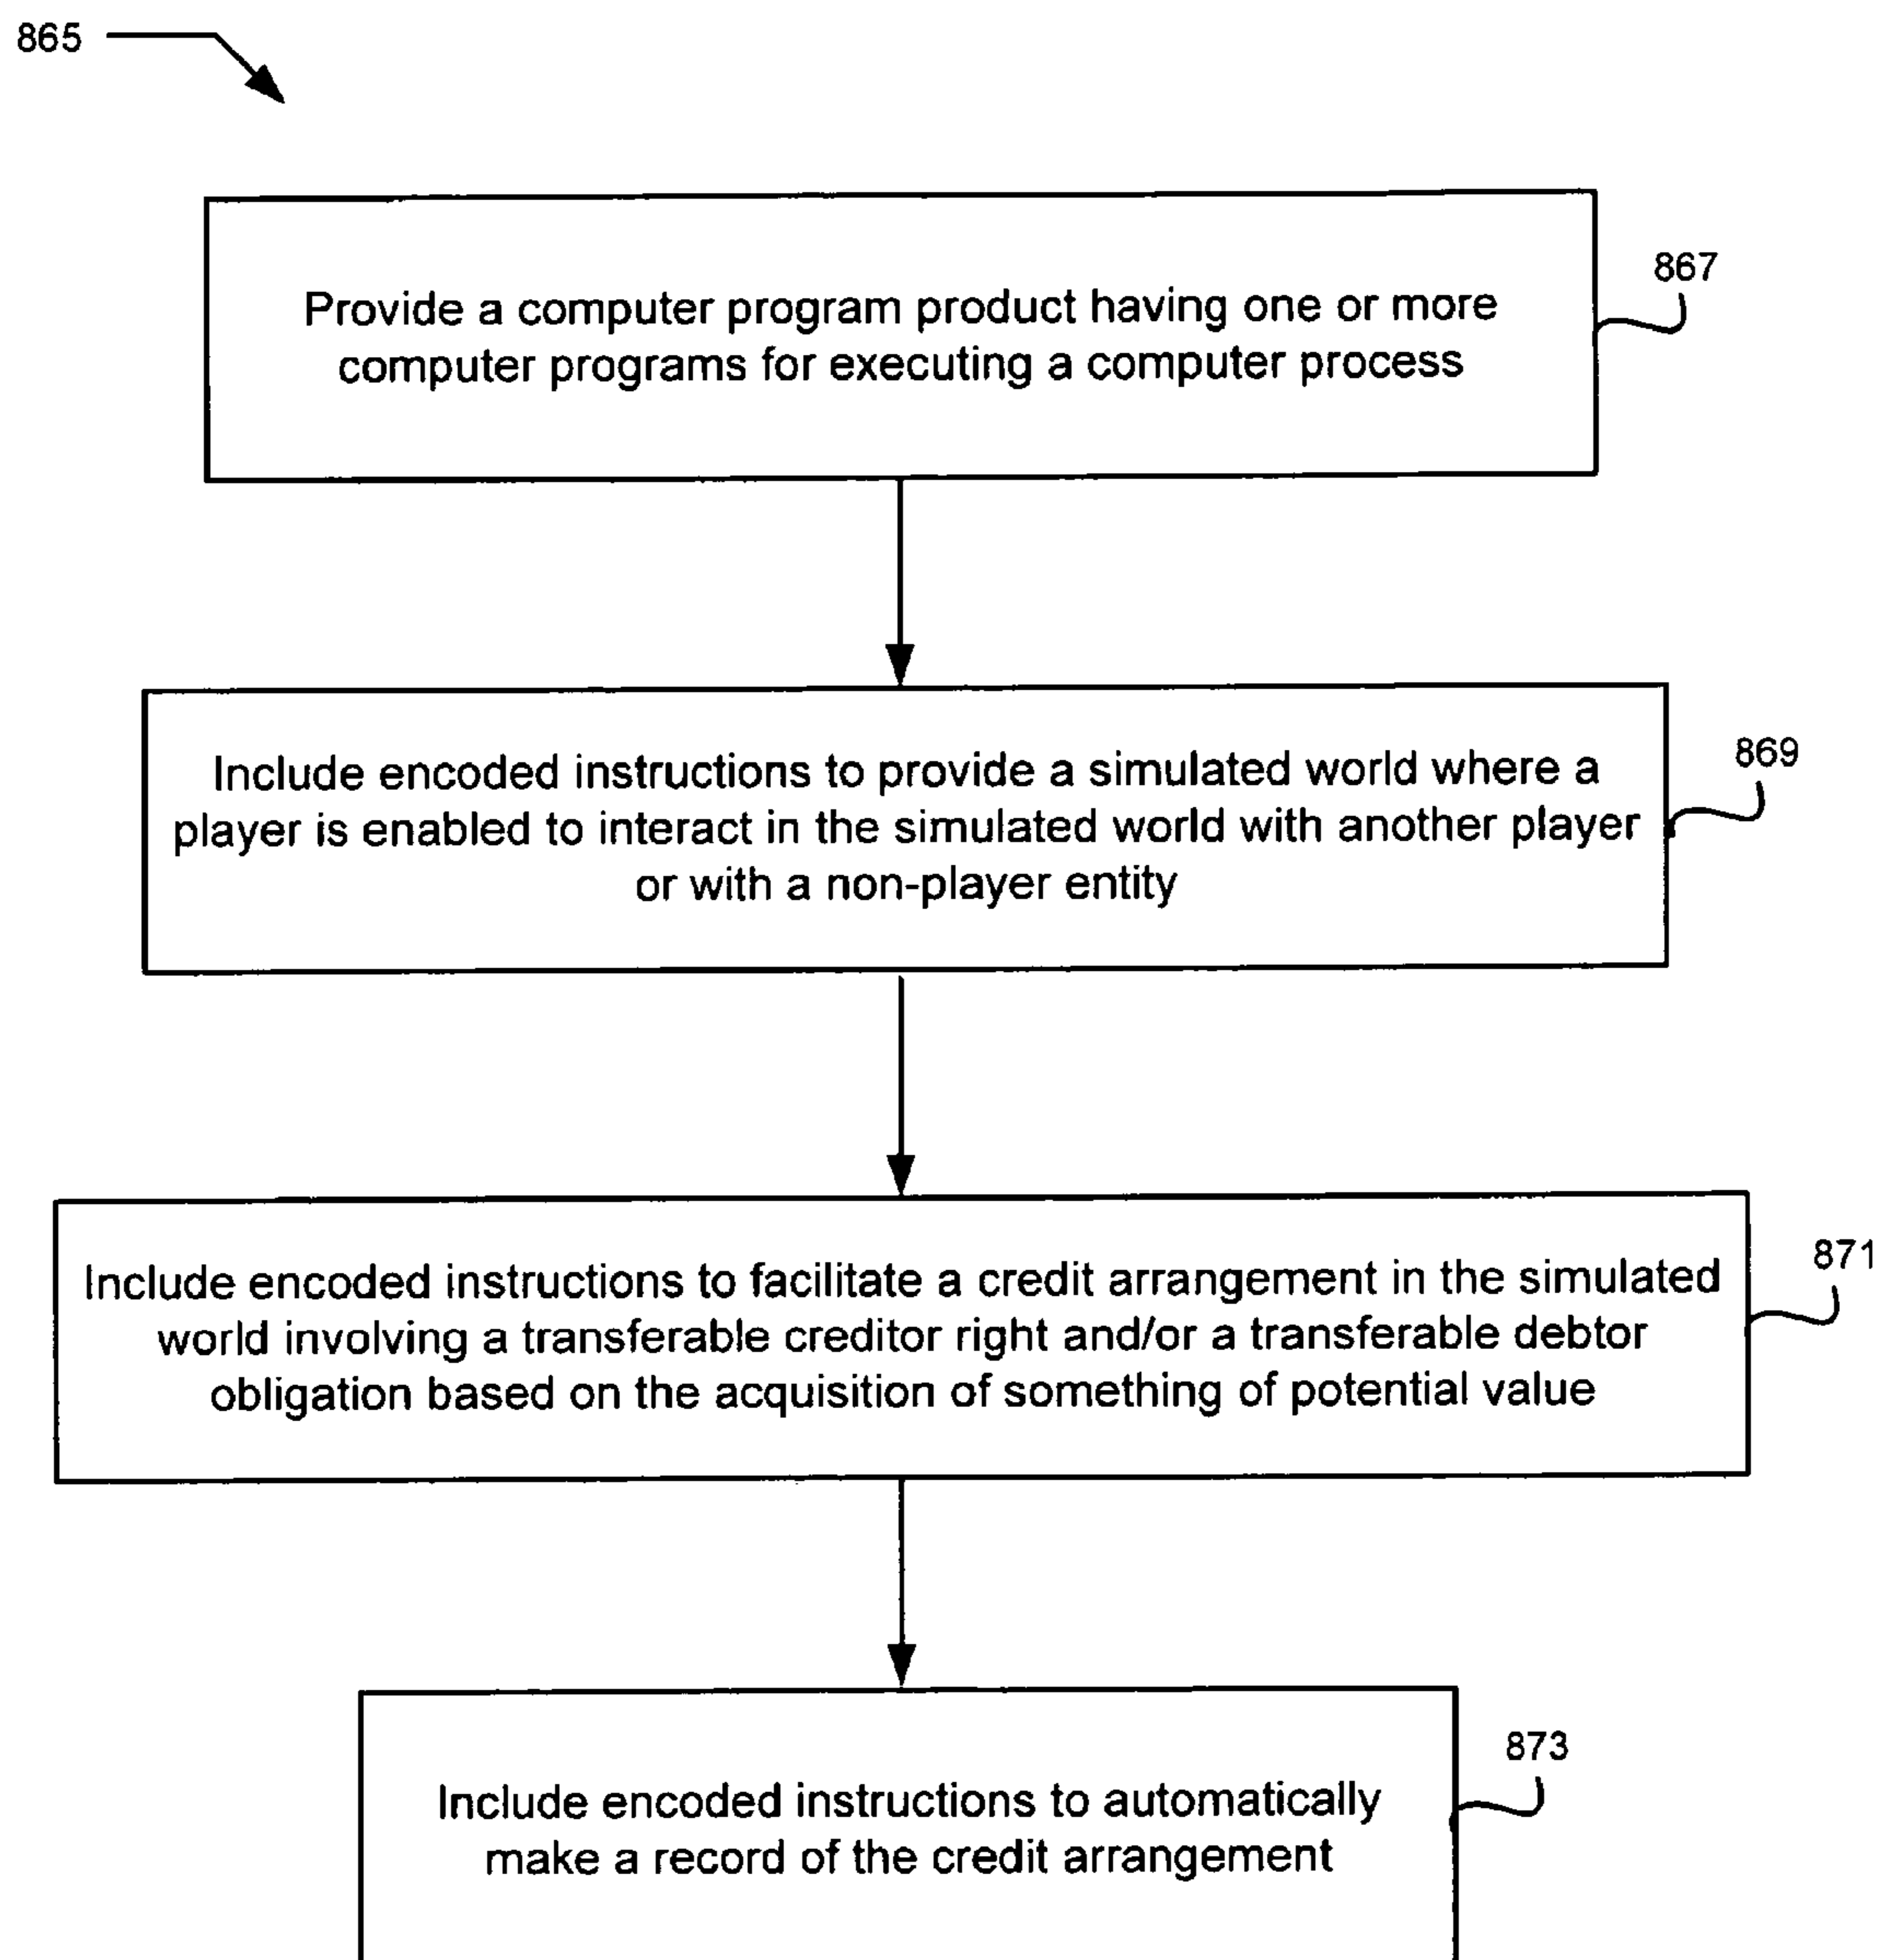 865
867
Provide a computer program product having one or more
computer programs for executing a computer process
869
Include encoded instructions to provide a simulated world where a
player is enabled to interact in the simulated world with another player
or with a non-player entity
871
Include encoded instructions to facilitate a credit arrangement in the simulated
world involving a transferable creditor right and/or a transferable debtor
obligation based on the acquisition of something of potential value
873
Include encoded instructions to automatically
make a record of the credit arrangement